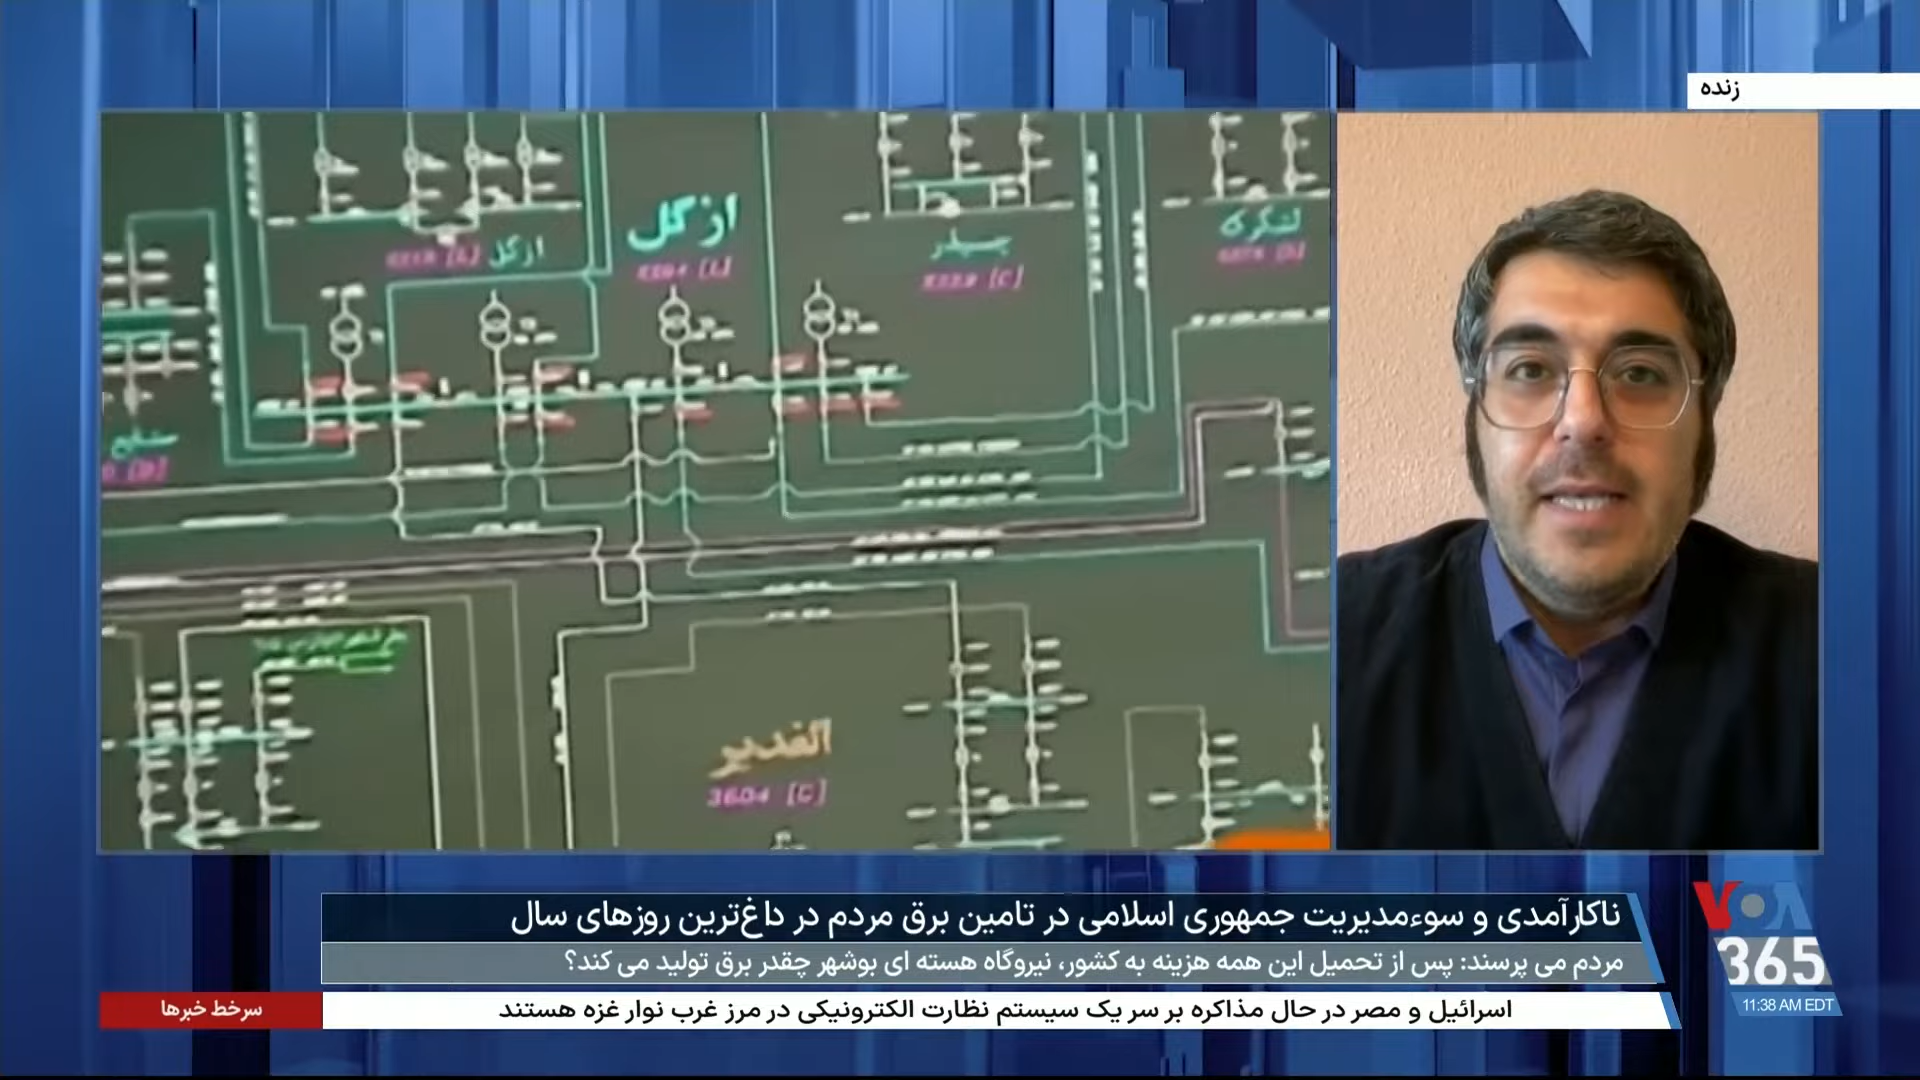 زنده
ازگل
ازگل
چیذر
لشگرک
صنایع
الغدیر
3604 [C]
ناکارآمدی و سوءمدیریت جمهوری اسلامی در تامین برق مردم در داغ‌ترین روزهای سال
مردم می پرسند: پس از تحمیل این همه هزینه به کشور، نیروگاه هسته ای بوشهر چقدر برق تولید می کند؟
سرخط خبرها
اسرائیل و مصر در حال مذاکره بر سر یک سیستم نظارت الکترونیکی در مرز غرب نوار غزه هستند
VOA
365
11:38 AM EDT